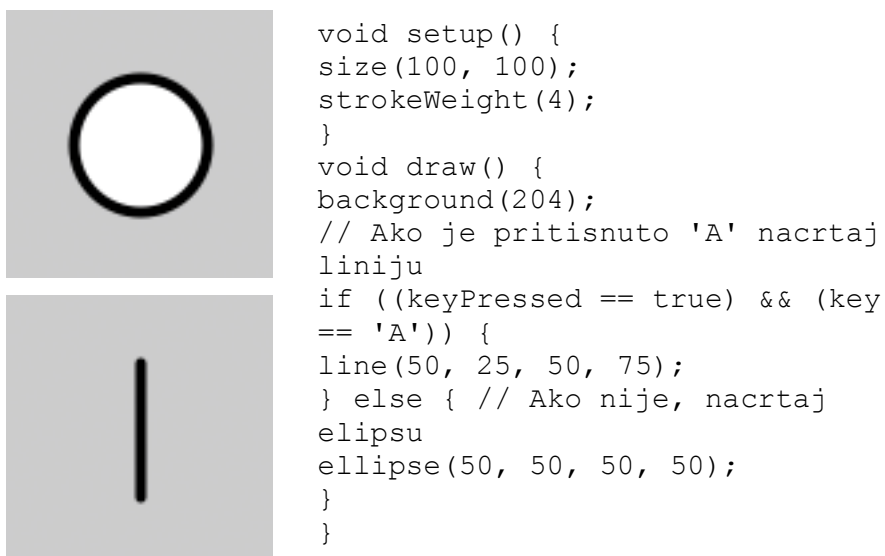 void setup() {
size(100, 100);
strokeWeight(4);
}
void draw() {
background(204);
// Ako je pritisnuto 'A' nacrtaj
liniju
if ((keyPressed == true) && (key
== 'A')) {
line(50, 25, 50, 75);
} else { // Ako nije, nacrtaj
elipsu
ellipse(50, 50, 50, 50);
}
}